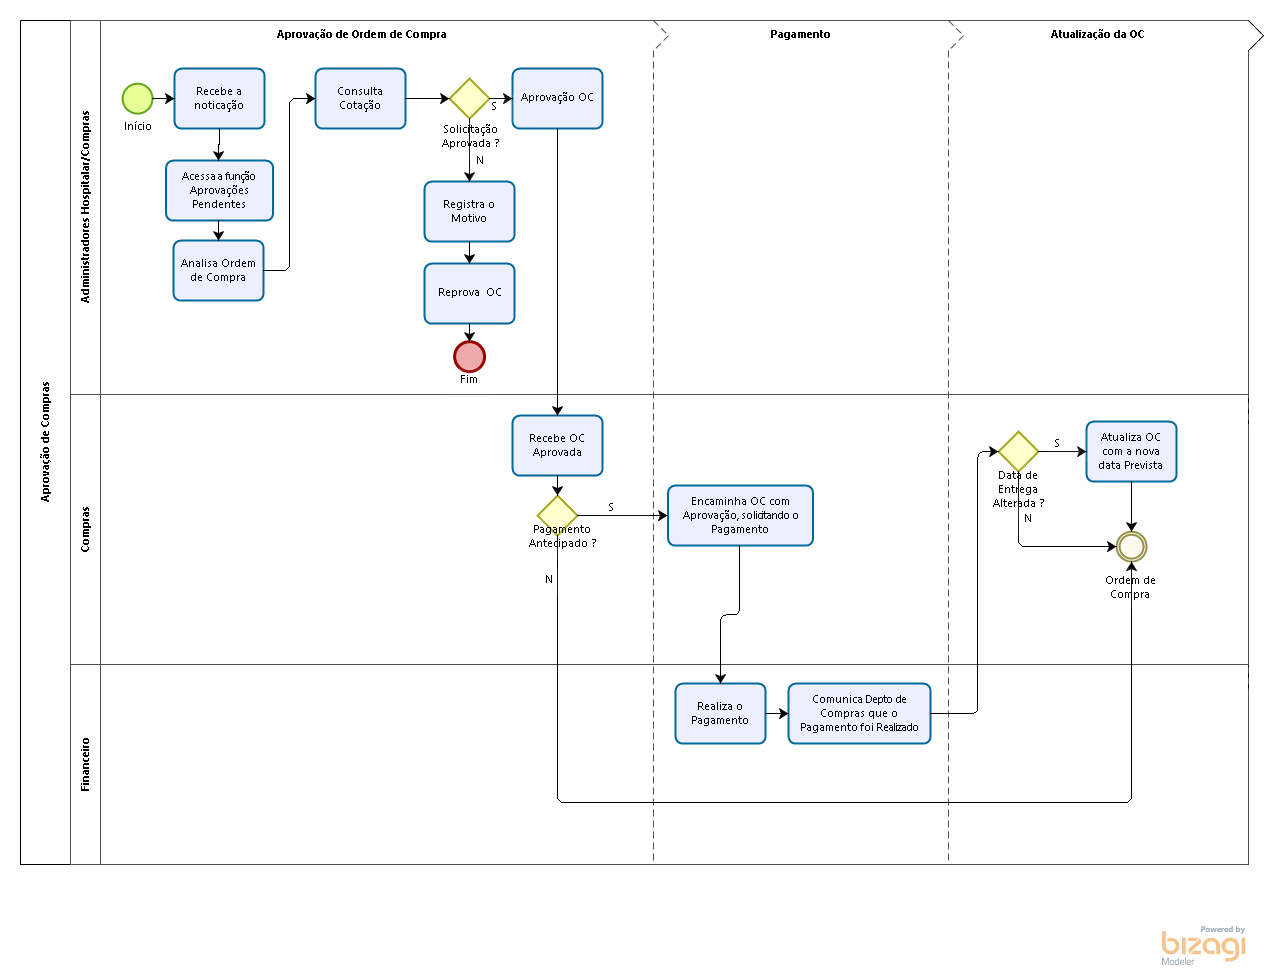 Aprovação de Ordem de Compra
Pagamento
Atualização da OC
Aprovação de Compras
Administradores Hospitalar/Compras
Início
Recebe a
noticação
Acessa a função
Aprovações
Pendentes
Analisa Ordem
de Compra
Consulta
Cotação
Solicitação
Aprovada ?
S
N
Aprovação OC
Registra o
Motivo
Reprova OC
Fim
Compras
Recebe OC
Aprovada
Pagamento
Antecipado ?
S
N
Encaminha OC com
Aprovação, solicitando o
Pagamento
Data de
Entrega
Alterada ?
S
N
Atualiza OC
com a nova
data Prevista
Ordem de
Compra
Financeiro
Realiza o
Pagamento
Comunica Depto de
Compras que o
Pagamento foi Realizado
Powered by
bizagi
Modeler